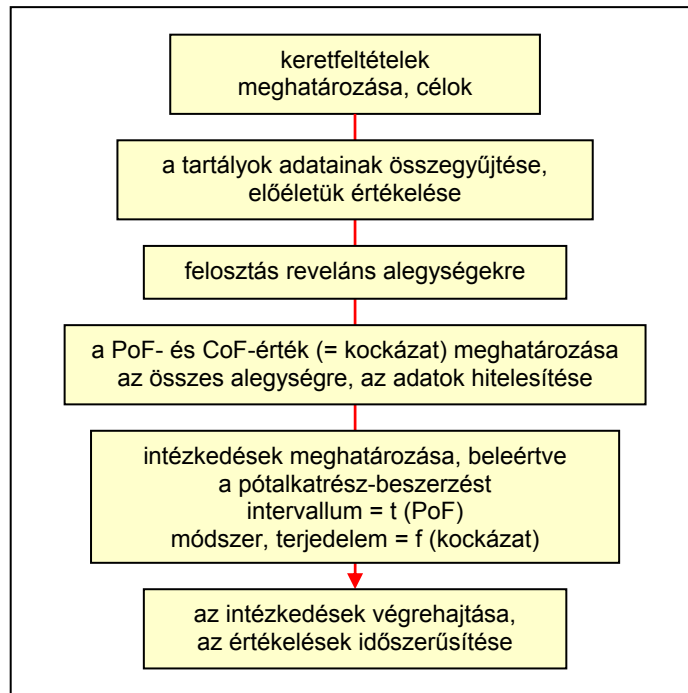 keretfeltételek
meghatározása, célok
a tartályok adatainak összegyűjtése,
előéletük értékelése
felosztás reveláns alegységekre
a PoF- és CoF-érték (= kockázat) meghatározása
az összes alegységre, az adatok hitelesítése
intézkedések meghatározása, beleértve
a pótalkatrész-beszerzést
intervallum = t (PoF)
módszer, terjedelem = f (kockázat)
az intézkedések végrehajtása,
az értékelések időszerűsítése